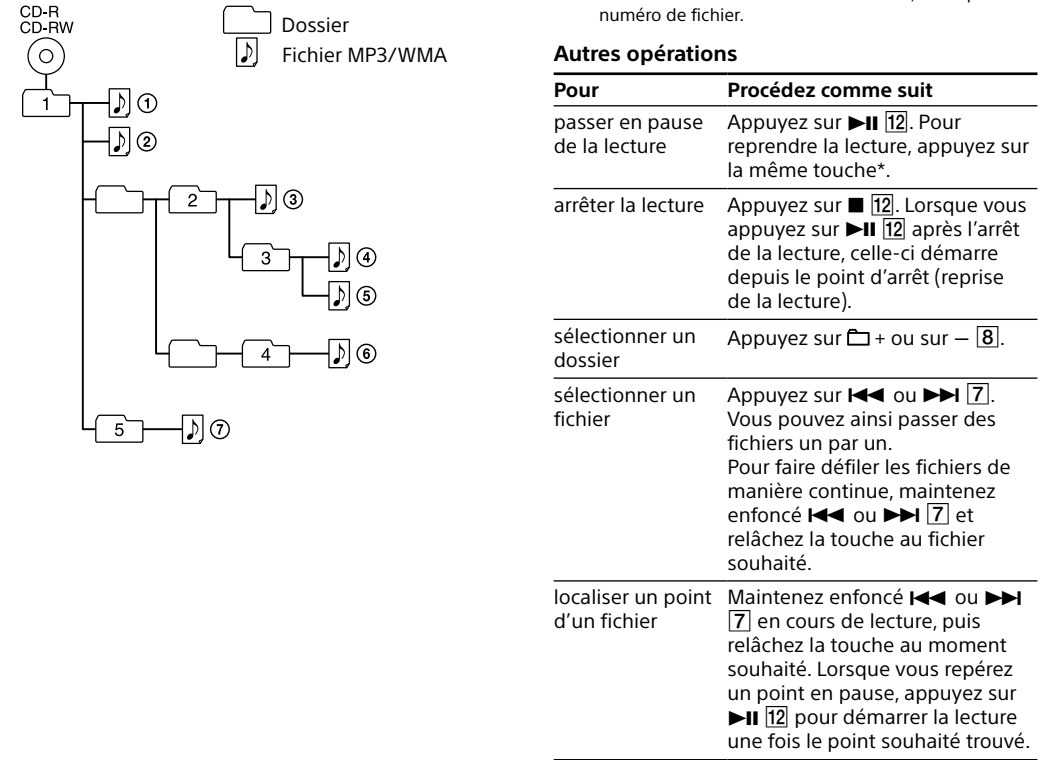 CD-R
CD-RW
Dossier
Fichier MP3/WMA
1
①
②
2
③
3
④
⑤
4
⑥
5
⑦
numéro de fichier.
Autres opérations
Pour Procédez comme suit
passer en pause de la lecture
Appuyez sur ►II 12. Pour
reprendre la lecture, appuyez sur
la même touche*.
arrêter la lecture
Appuyez sur ■ 12. Lorsque vous
appuyez sur ►II 12 après l’arrêt
de la lecture, celle-ci démarre
depuis le point d’arrêt (reprise
de la lecture).
sélectionner un
dossier
Appuyez sur + ou sur – 8.
sélectionner un
fichier
Appuyez sur I◄◄ ou ►►I 7.
Vous pouvez ainsi passer des
fichiers un par un.
Pour faire défiler les fichiers de
manière continue, maintenez
enfoncé I◄◄ ou ►►I 7 et
relâchez la touche au fichier
souhaité.
localiser un point
d’un fichier
Maintenez enfoncé I◄◄ ou ►►I
7 en cours de lecture, puis
relâchez la touche au moment
souhaité. Lorsque vous repérez
un point en pause, appuyez sur
►II 12 pour démarrer la lecture
une fois le point souhaité trouvé.